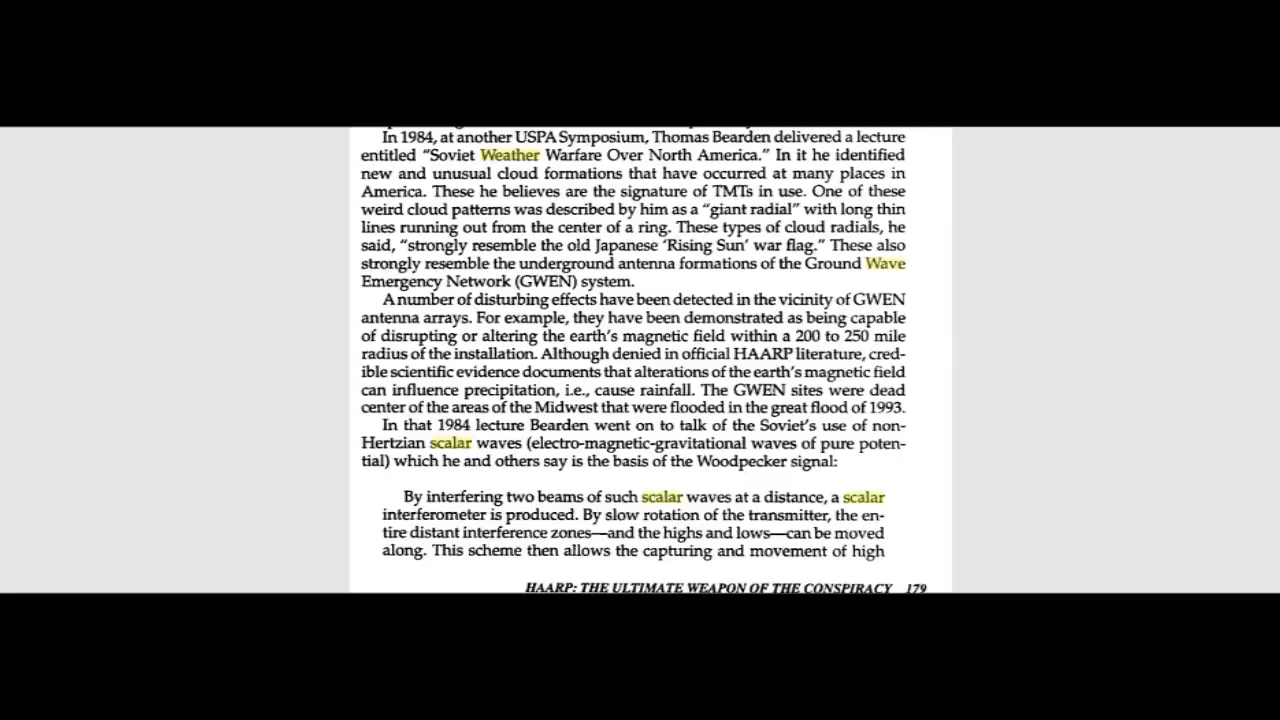 In 1984, at another USPA Symposium, Thomas Bearden delivered a lecture
entitled “Soviet Weather Warfare Over North America.” In it he identified
new and unusual cloud formations that have occurred at many places in
America. These he believes are the signature of TMTs in use. One of these
weird cloud patterns was described by him as a “giant radial” with long thin
lines running out from the center of a ring. These types of cloud radials, he
said, “strongly resemble the old Japanese ‘Rising Sun’ war flag.” These also
strongly resemble the underground antenna formations of the Ground Wave
Emergency Network (GWEN) system.
A number of disturbing effects have been detected in the vicinity of GWEN
antenna arrays. For example, they have been demonstrated as being capable
of disrupting or altering the earth’s magnetic field within a 200 to 250 mile
radius of the installation. Although denied in official HAARP literature, cred-
ible scientific evidence documents that alterations of the earth’s magnetic field
can influence precipitation, i.e., cause rainfall. The GWEN sites were dead
center of the areas of the Midwest that were flooded in the great flood of 1993.
In that 1984 lecture Bearden went on to talk of the Soviet’s use of non-
Hertzian scalar waves (electro-magnetic-gravitational waves of pure poten-
tial) which he and others say is the basis of the Woodpecker signal:
By interfering two beams of such scalar waves at a distance, a scalar
interferometer is produced. By slow rotation of the transmitter, the en-
tire distant interference zones—and the highs and lows—can be moved
along. This scheme then allows the capturing and movement of high
HAARP: THE ULTIMATE WEAPON OF THE CONSPIRACY 179